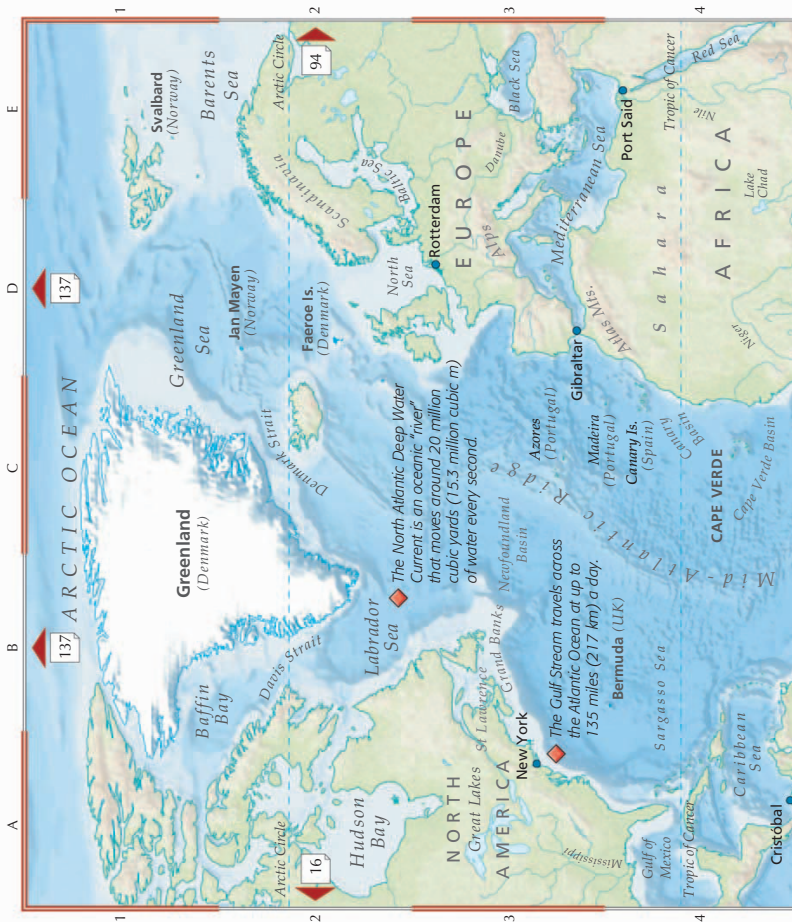 A
B
C
D
E
1
2
3
4
1
2
3
4
137
137
16
94
ARCTIC OCEAN
Svalbard
(Norway)
Barents
Sea
Greenland
Sea
Jan Mayen
(Norway)
Greenland
(Denmark)
Baffin
Bay
Davis Strait
Denmark Strait
Arctic Circle
Arctic Circle
Faeroe Is.
(Denmark)
Scandinavia
Baltic Sea
North
Sea
Rotterdam
EUROPE
Hudson
Bay
Labrador
Sea
The North Atlantic Deep Water
Current is an oceanic “river”
that moves around 20 million
cubic yards (15.3 million cubic m)
of water every second.
NORTH
Great Lakes
AMERICA
St Lawrence
Grand Banks
Newfoundland
Basin
New York
The Gulf Stream travels across
the Atlantic Ocean at up to
135 miles (217 km) a day.
Bermuda (UK)
Mid-Atlantic Ridge
Azores
(Portugal)
Alps
Danube
Black Sea
Mediterranean Sea
Gibraltar
Atlas Mts.
Port Said
Madeira
(Portugal)
Canary Is.
(Spain)
Canary
Basin
Mississippi
Gulf of
Mexico
Tropic of Cancer
Tropic of Cancer
Sargasso Sea
Sahara
Nile
Red Sea
AFRICA
Lake
Chad
Niger
CAPE VERDE
Cape Verde Basin
Caribbean
Sea
Cristóbal